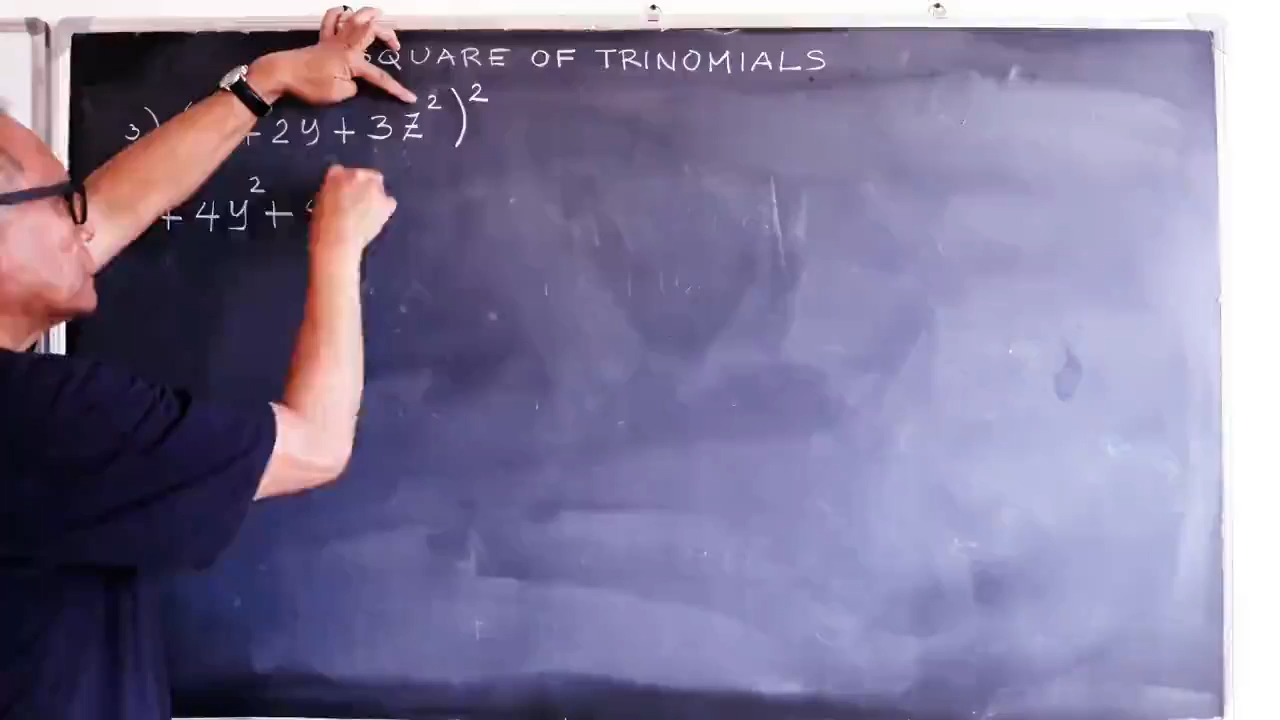 SQUARE OF TRINOMIALS
3) ( + 2y + 3z²)²
+ 4y² +